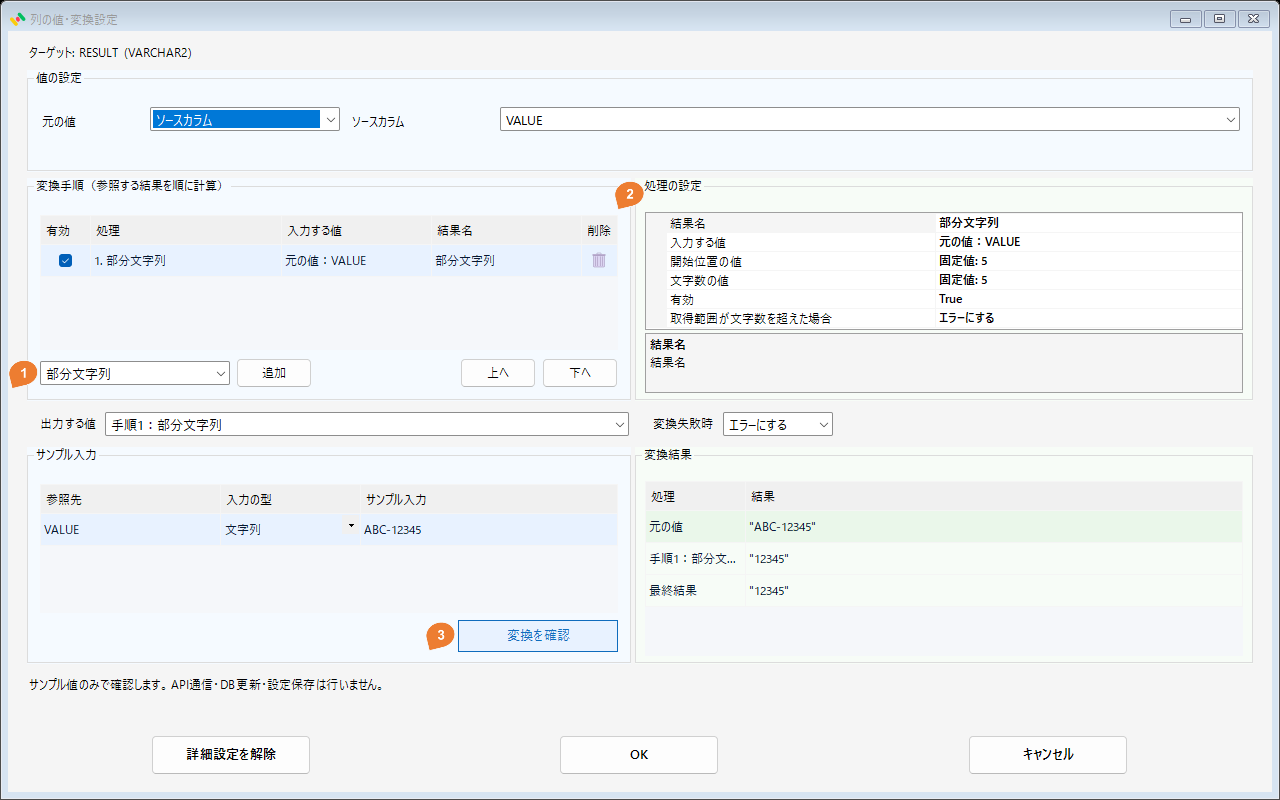 列の値・変換設定
ターゲット: RESULT (VARCHAR2)
値の設定
元の値 ソースカラム ソースカラム VALUE
変換手順（参照する結果を順に計算）
有効 処理 入力する値 結果名 削除
1. 部分文字列 元の値：VALUE 部分文字列
1 部分文字列 追加 上へ 下へ
2 処理の設定
結果名 部分文字列
入力する値 元の値：VALUE
開始位置の値 固定値: 5
文字数の値 固定値: 5
有効 True
取得範囲が文字数を超えた場合 エラーにする
結果名
結果名
出力する値 手順1：部分文字列 変換失敗時 エラーにする
サンプル入力
参照先 入力の型 サンプル入力
VALUE 文字列 ABC-12345
3 変換を確認
変換結果
処理 結果
元の値 "ABC-12345"
手順1：部分文... "12345"
最終結果 "12345"
サンプル値のみで確認します。API通信・DB更新・設定保存は行いません。
詳細設定を解除 OK キャンセル